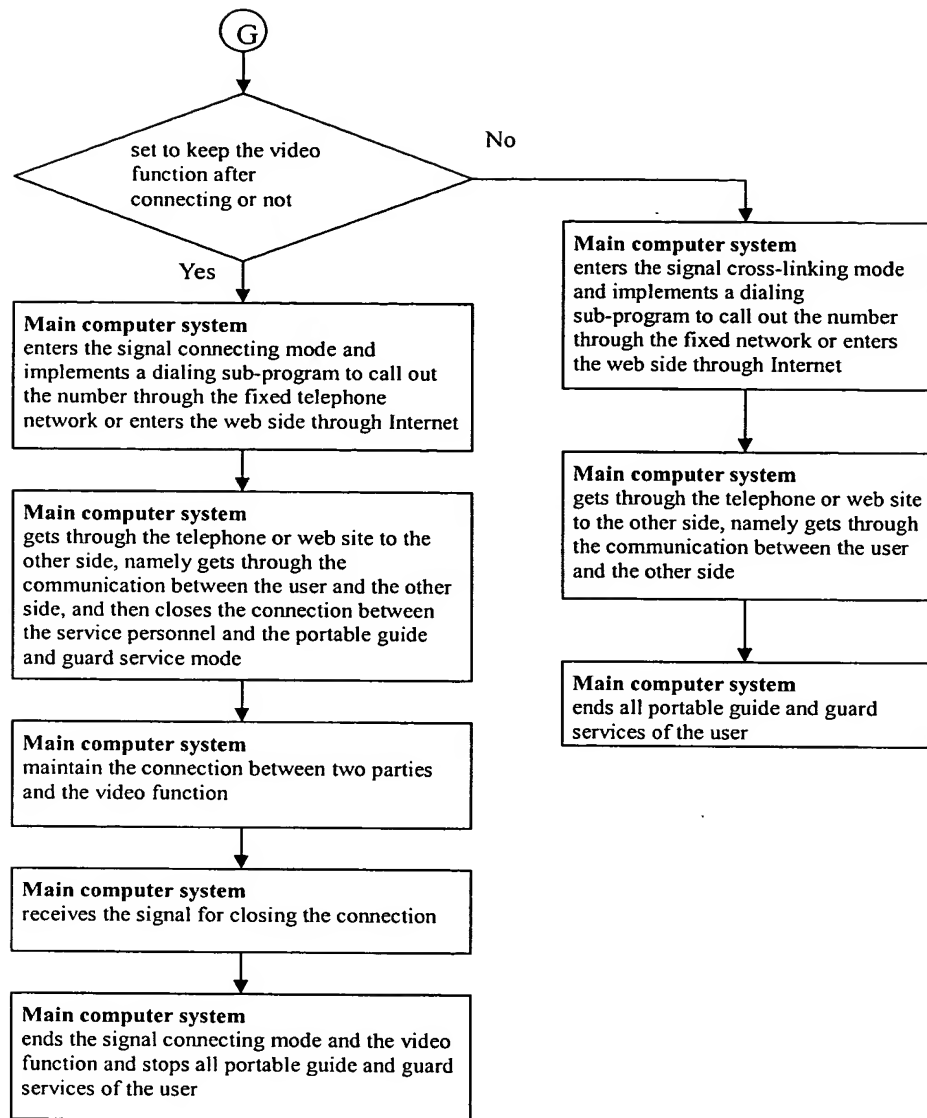 G
set to keep the video
function after
connecting or not
No
Yes
Main computer system
enters the signal connecting mode and
implements a dialing sub-program to call out
the number through the fixed telephone
network or enters the web side through Internet
Main computer system
gets through the telephone or web site to the
other side, namely gets through the
communication between the user and the other
side, and then closes the connection between
the service personnel and the portable guide
and guard service mode
Main computer system
maintain the connection between two parties
and the video function
Main computer system
receives the signal for closing the connection
Main computer system
ends the signal connecting mode and the video
function and stops all portable guide and guard
services of the user
Main computer system
enters the signal cross-linking mode
and implements a dialing
sub-program to call out the number
through the fixed network or enters
the web side through Internet
Main computer system
gets through the telephone or web site
to the other side, namely gets through
the communication between the user
and the other side
Main computer system
ends all portable guide and guard
services of the user